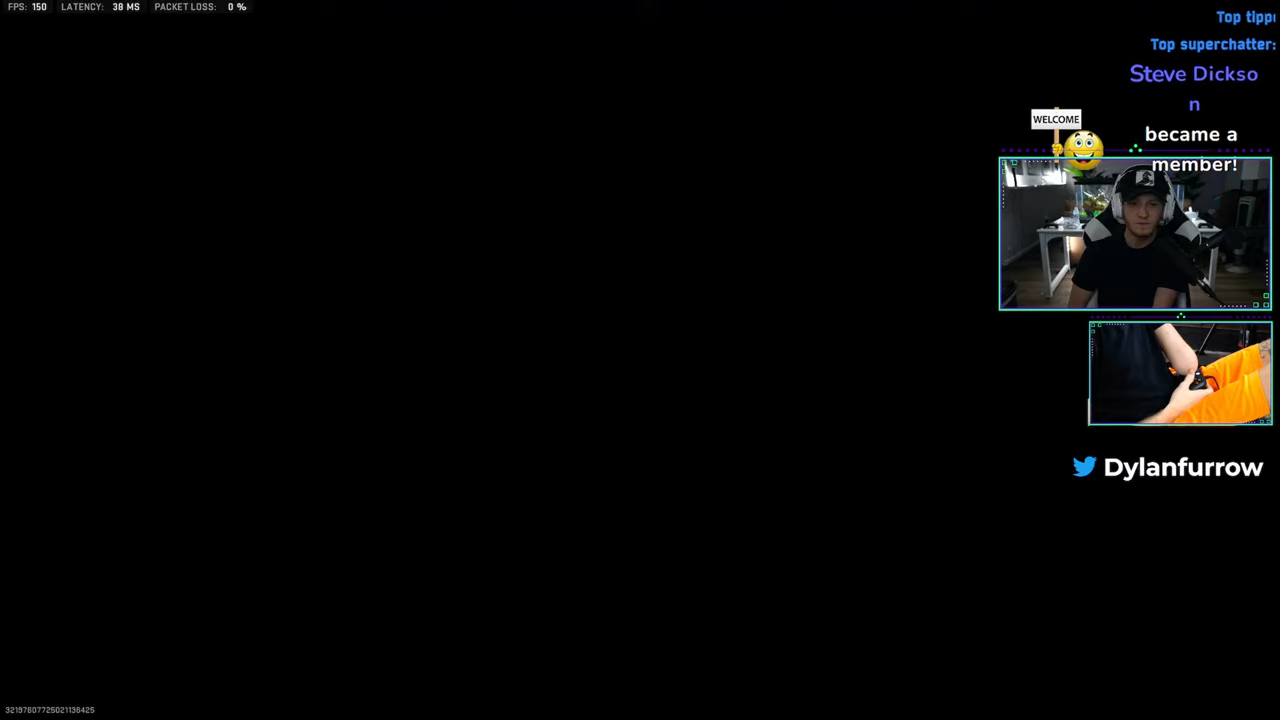 FPS: 150 LATENCY: 38 MS PACKET LOSS: 0 %
Top superchatter:
Steve Dickso
n
became a
member!
WELCOME
Dylanfurrow